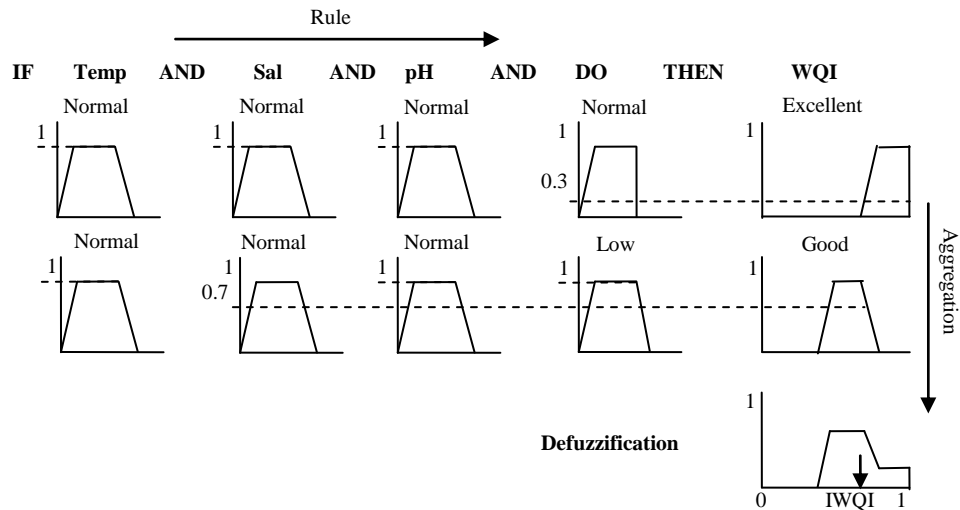 Rule
IF Temp AND Sal AND pH AND DO THEN WQI
Normal Normal Normal Normal Excellent
1 1 1 1 1
0.3
Normal Normal Normal Low Good
1 1 1 1 1
0.7
Aggregation
1
Defuzzification
0 IWQI 1